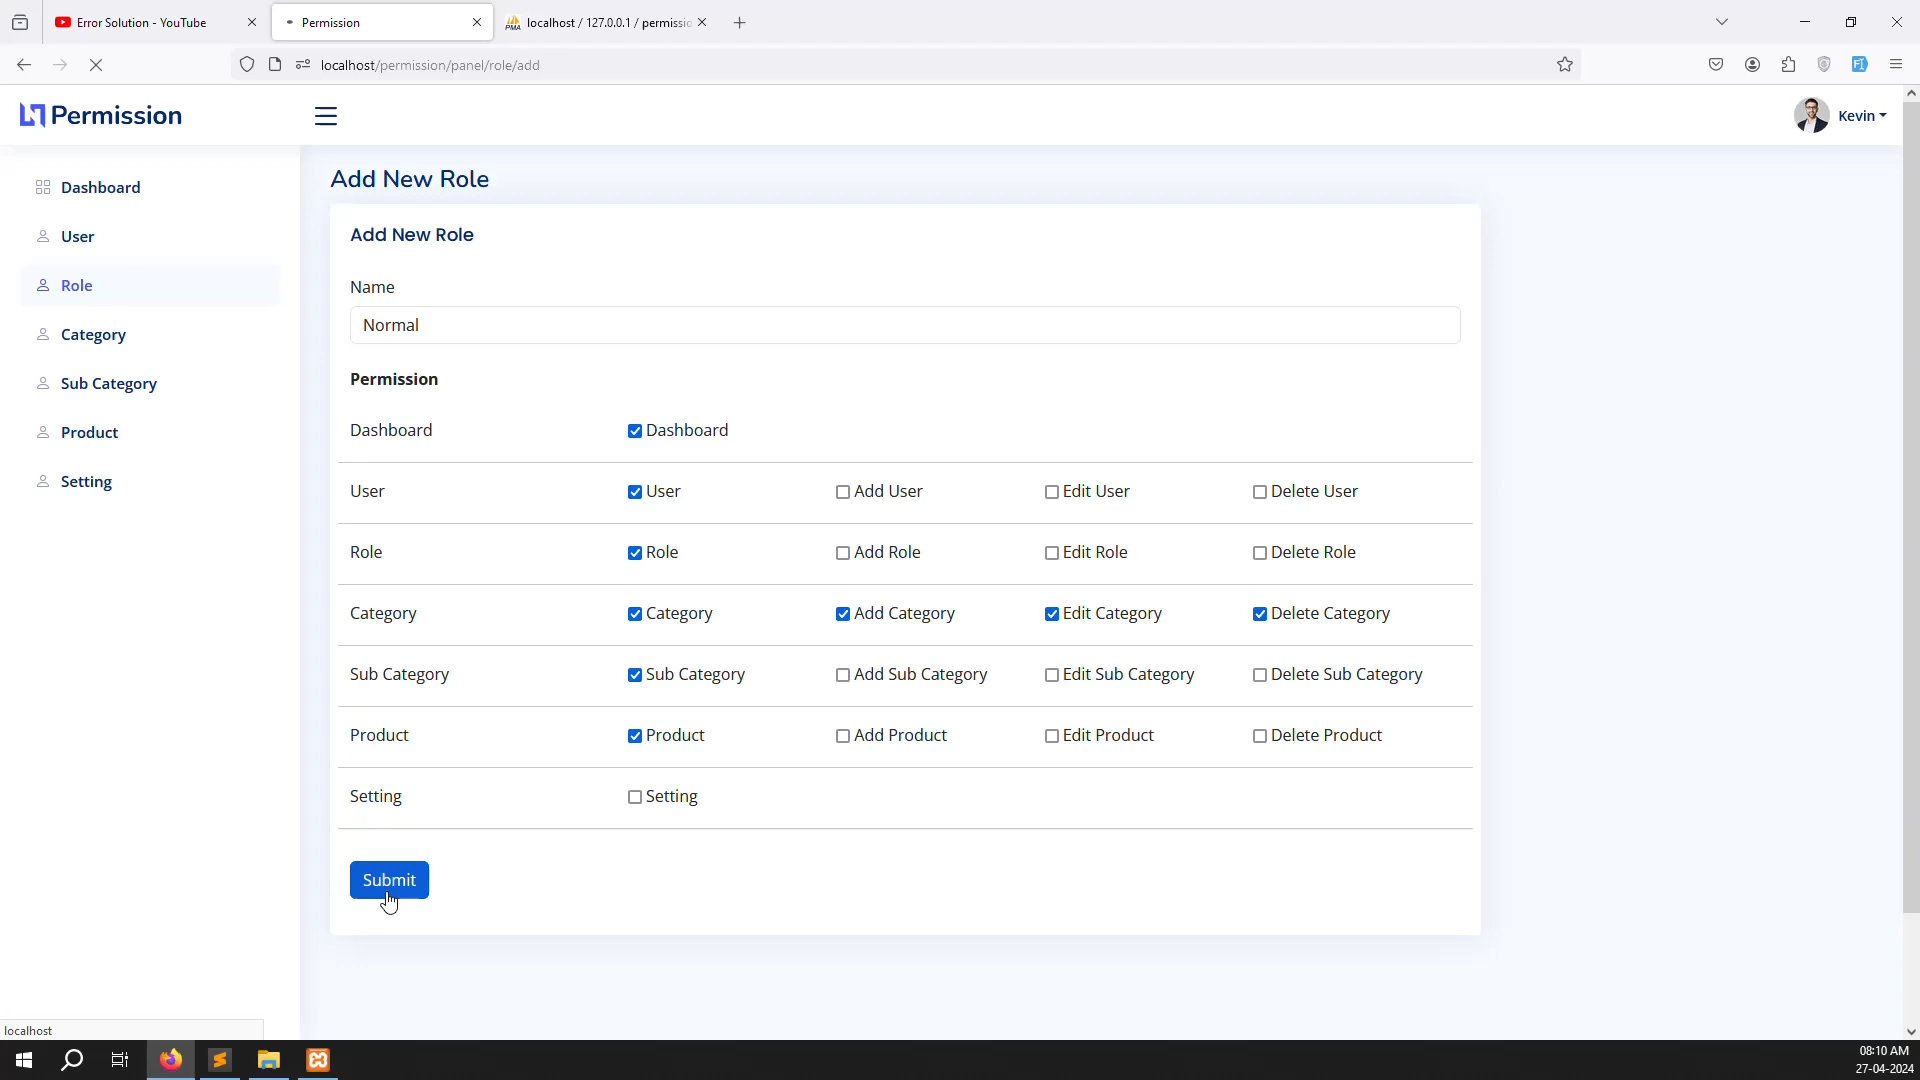 Error Solution - YouTube
Permission
localhost / 127.0.0.1 / permissio
localhost/permission/panel/role/add
Permission
Kevin
Dashboard
User
Role
Category
Sub Category
Product
Setting
Add New Role
Add New Role
Name
Normal
Permission
Dashboard Dashboard
User User Add User Edit User Delete User
Role Role Add Role Edit Role Delete Role
Category Category Add Category Edit Category Delete Category
Sub Category Sub Category Add Sub Category Edit Sub Category Delete Sub Category
Product Product Add Product Edit Product Delete Product
Setting Setting
Submit
localhost
08:10 AM
27-04-2024